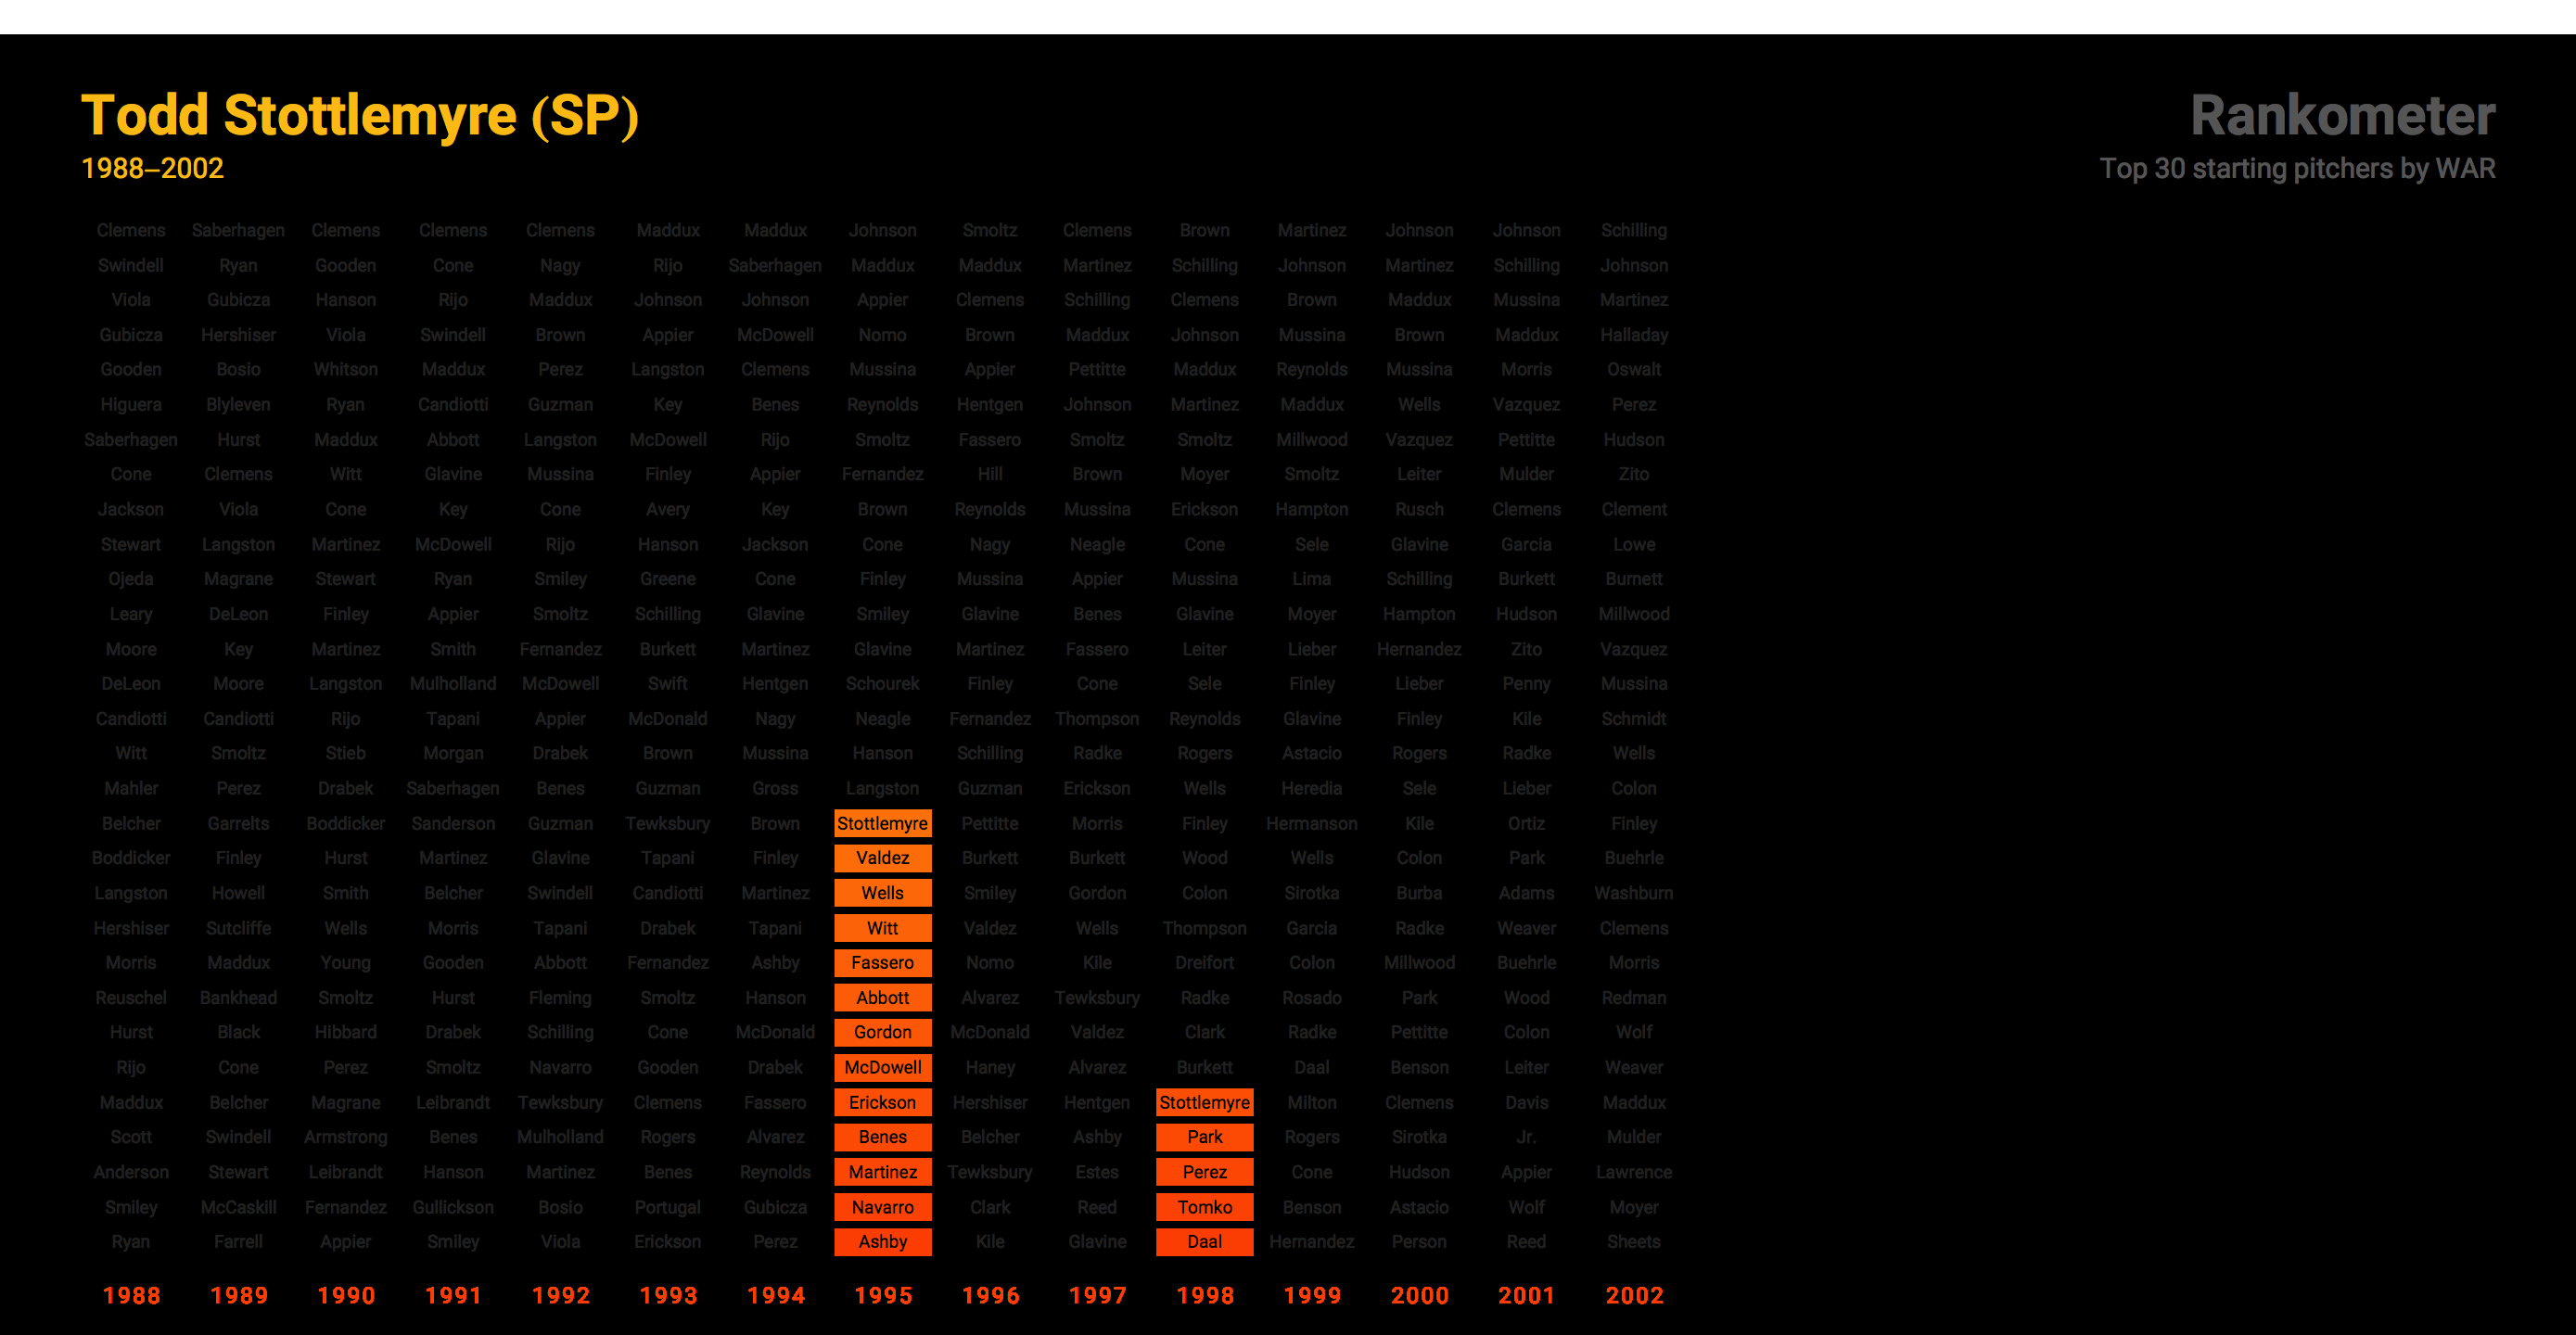 Todd Stottlemyre (SP)
1988–2002
Rankometer
Top 30 starting pitchers by WAR
Clemens Saberhagen Clemens Clemens Clemens Maddux Maddux Johnson Smoltz Clemens Brown Martinez Johnson Johnson Schilling
Swindell Ryan Gooden Cone Nagy Rijo Saberhagen Maddux Maddux Martinez Schilling Johnson Martinez Schilling Johnson
Viola Gubicza Hanson Rijo Maddux Johnson Johnson Appier Clemens Schilling Clemens Brown Maddux Mussina Martinez
Gubicza Hershiser Viola Swindell Brown Appier McDowell Nomo Brown Maddux Johnson Mussina Brown Maddux Halladay
Gooden Bosio Whitson Maddux Perez Langston Clemens Mussina Appier Pettitte Maddux Reynolds Mussina Morris Oswalt
Higuera Blyleven Ryan Candiotti Guzman Key Benes Reynolds Hentgen Johnson Martinez Maddux Wells Vazquez Perez
Saberhagen Hurst Maddux Abbott Langston McDowell Rijo Smoltz Fassero Smoltz Smoltz Millwood Vazquez Pettitte Hudson
Cone Clemens Witt Glavine Mussina Finley Appier Fernandez Hill Brown Moyer Smoltz Leiter Mulder Zito
Jackson Viola Cone Key Cone Avery Key Brown Reynolds Mussina Erickson Hampton Rusch Clemens Clement
Stewart Langston Martinez McDowell Rijo Hanson Jackson Cone Nagy Neagle Cone Sele Glavine Garcia Lowe
Ojeda Magrane Stewart Ryan Smiley Greene Cone Finley Mussina Appier Mussina Lima Schilling Burkett Burnett
Leary DeLeon Finley Appier Smoltz Schilling Glavine Smiley Glavine Benes Glavine Moyer Hampton Hudson Millwood
Moore Key Martinez Smith Fernandez Burkett Martinez Glavine Martinez Fassero Leiter Lieber Hernandez Zito Vazquez
DeLeon Moore Langston Mulholland McDowell Swift Hentgen Schourek Finley Cone Sele Finley Lieber Penny Mussina
Candiotti Candiotti Rijo Tapani Appier McDonald Nagy Neagle Fernandez Thompson Reynolds Glavine Finley Kile Schmidt
Witt Smoltz Stieb Morgan Drabek Brown Mussina Hanson Schilling Radke Rogers Astacio Rogers Radke Wells
Mahler Perez Drabek Saberhagen Benes Guzman Gross Langston Guzman Erickson Wells Heredia Sele Lieber Colon
Belcher Garrelts Boddicker Sanderson Guzman Tewksbury Brown Stottlemyre Pettitte Morris Finley Hermanson Kile Ortiz Finley
Boddicker Finley Hurst Martinez Glavine Tapani Finley Valdez Burkett Burkett Wood Wells Colon Park Buehrle
Langston Howell Smith Belcher Swindell Candiotti Martinez Wells Smiley Gordon Colon Sirotka Burba Adams Washburn
Hershiser Sutcliffe Wells Morris Tapani Drabek Tapani Witt Valdez Wells Thompson Garcia Radke Weaver Clemens
Morris Maddux Young Gooden Abbott Fernandez Ashby Fassero Nomo Kile Dreifort Colon Millwood Buehrle Morris
Reuschel Bankhead Smoltz Hurst Fleming Smoltz Hanson Abbott Alvarez Tewksbury Radke Rosado Park Wood Redman
Hurst Black Hibbard Drabek Schilling Cone McDonald Gordon McDonald Valdez Clark Radke Pettitte Colon Wolf
Rijo Cone Perez Smoltz Navarro Gooden Drabek McDowell Haney Alvarez Burkett Daal Benson Leiter Weaver
Maddux Belcher Magrane Leibrandt Tewksbury Clemens Fassero Erickson Hershiser Hentgen Stottlemyre Milton Clemens Davis Maddux
Scott Swindell Armstrong Benes Mulholland Rogers Alvarez Benes Belcher Ashby Park Rogers Sirotka Jr. Mulder
Anderson Stewart Leibrandt Hanson Martinez Benes Reynolds Martinez Tewksbury Estes Perez Cone Hudson Appier Lawrence
Smiley McCaskill Fernandez Gullickson Bosio Portugal Gubicza Navarro Clark Reed Tomko Benson Astacio Wolf Moyer
Ryan Farrell Appier Smiley Viola Erickson Perez Ashby Kile Glavine Daal Hernandez Person Reed Sheets
1988 1989 1990 1991 1992 1993 1994 1995 1996 1997 1998 1999 2000 2001 2002